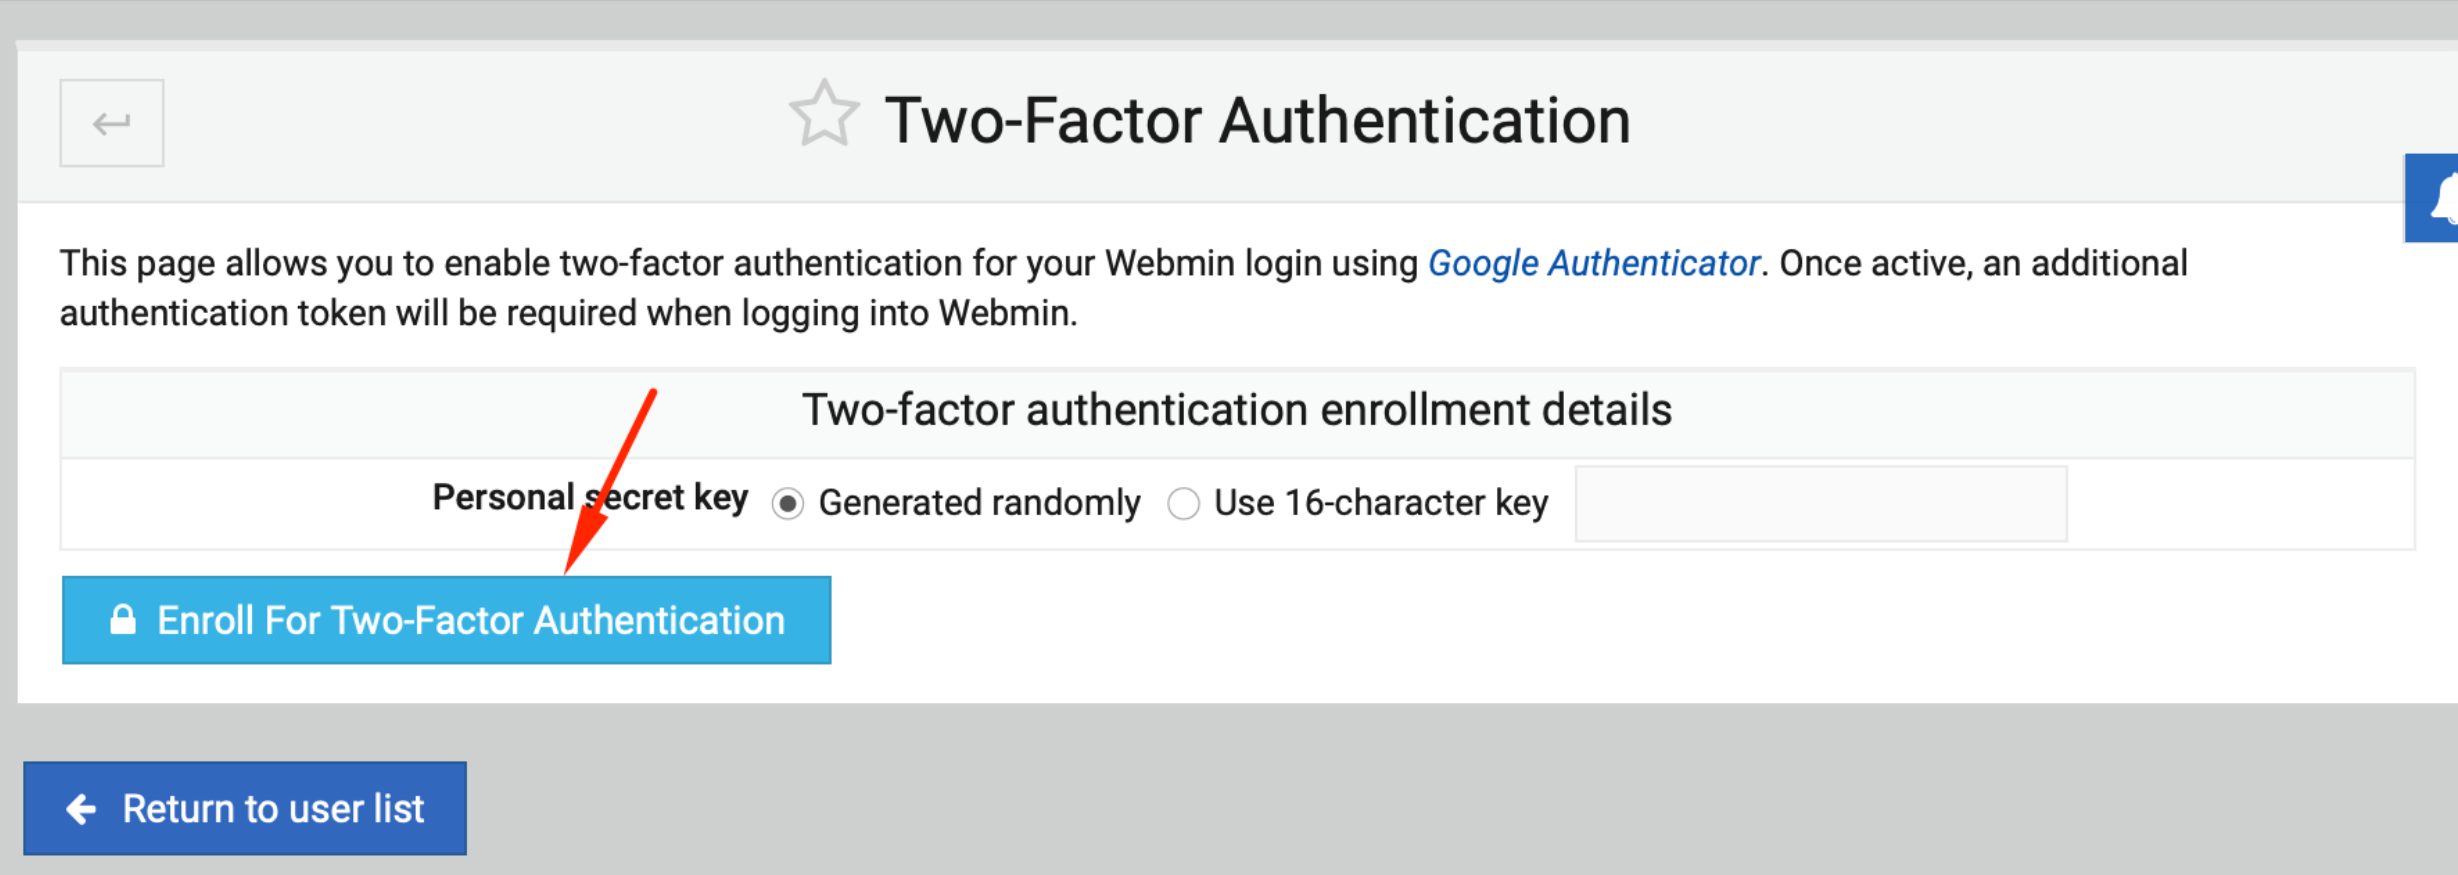 Two-Factor Authentication
This page allows you to enable two-factor authentication for your Webmin login using Google Authenticator. Once active, an additional
authentication token will be required when logging into Webmin.
Two-factor authentication enrollment details
Personal secret key Generated randomly Use 16-character key
Enroll For Two-Factor Authentication
Return to user list